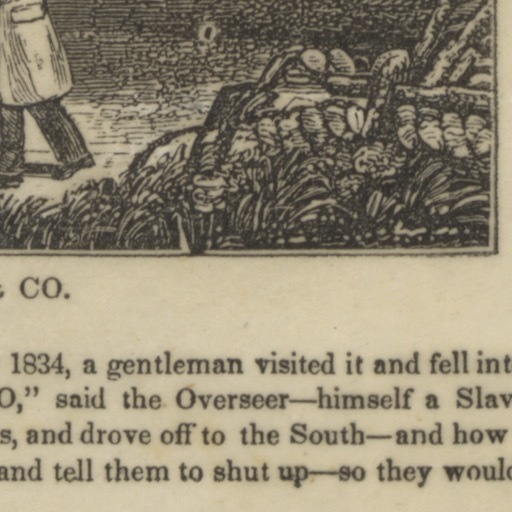 & CO.
1834, a gentleman visited it and fell int
O," said the Overseer—himself a Slav
s, and drove off to the South—and how
and tell them to shut up—so they would